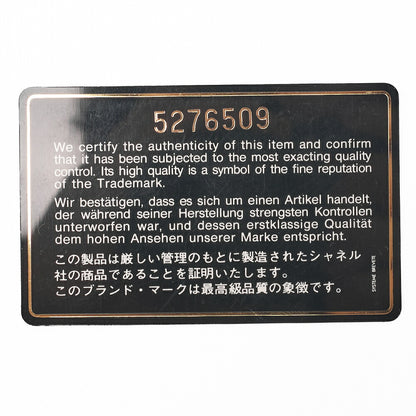 5276509
We certify the authenticity of this item and confirm
that it has been subjected to the most exacting quality
control. Its high quality is a symbol of the fine reputation
of the Trademark.
Wir bestätigen, dass es sich um einen Artikel handelt,
der während seiner Herstellung strengsten Kontrollen
unterworfen war, und dessen erstklassige Qualität
dem hohen Ansehen unserer Marke entspricht.
この製品は厳しい管理のもとに製造されたシャネル
社の商品であることを証明いたします。
このブランド・マークは最高級品質の象徴です。
SYSTEME BREVETE